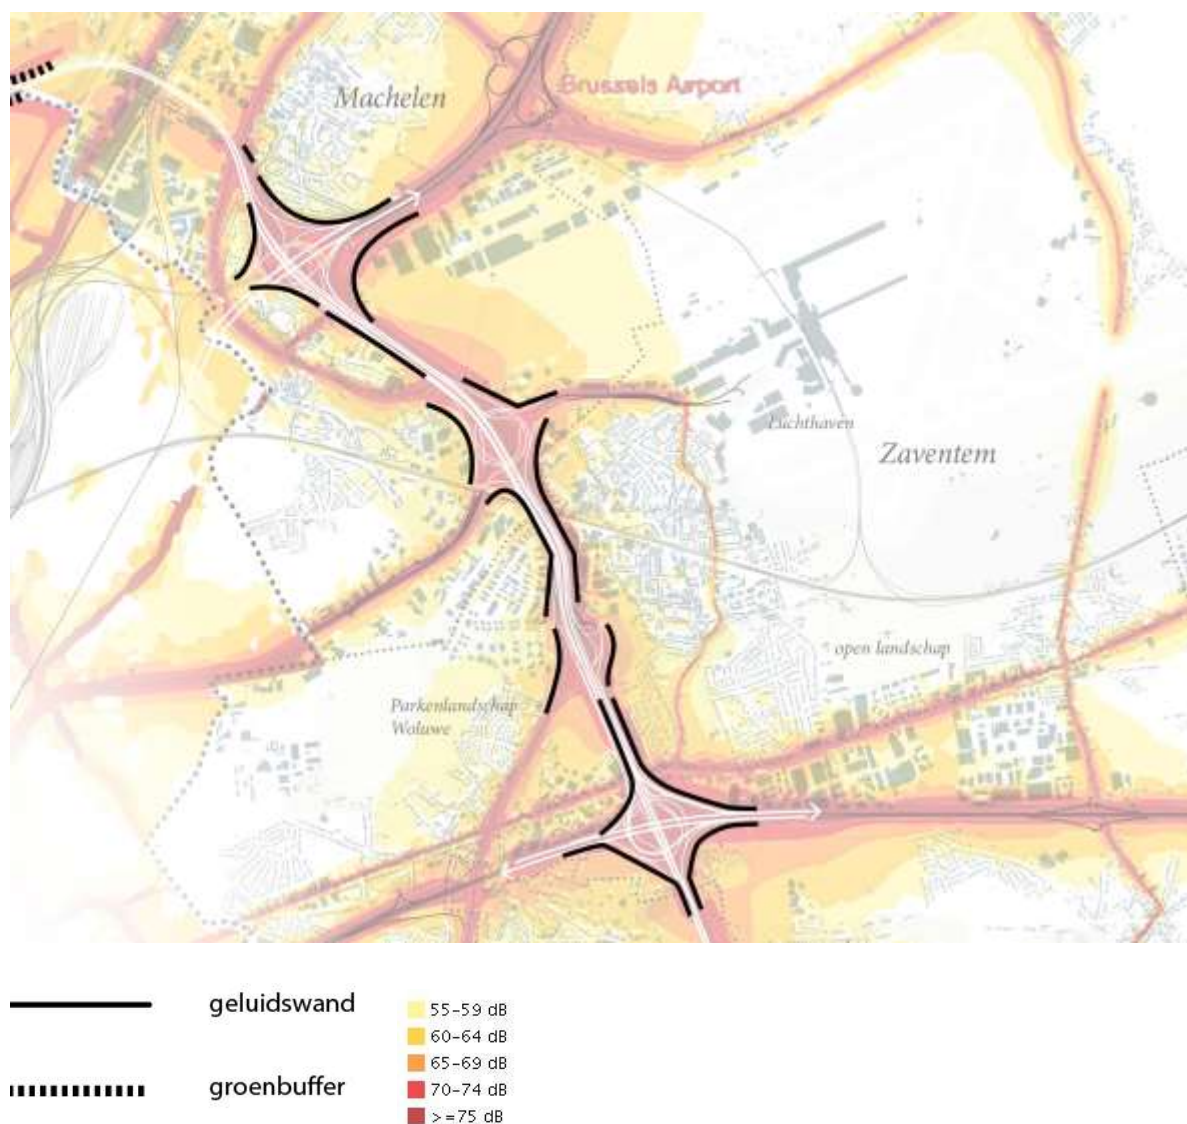 Brussels Airport
Machelen
Luchthaven
Zaventem
open landschap
Parkenlandschap
Woluwe
geluidswand
groenbuffer
55-59 dB
60-64 dB
65-69 dB
70-74 dB
>=75 dB